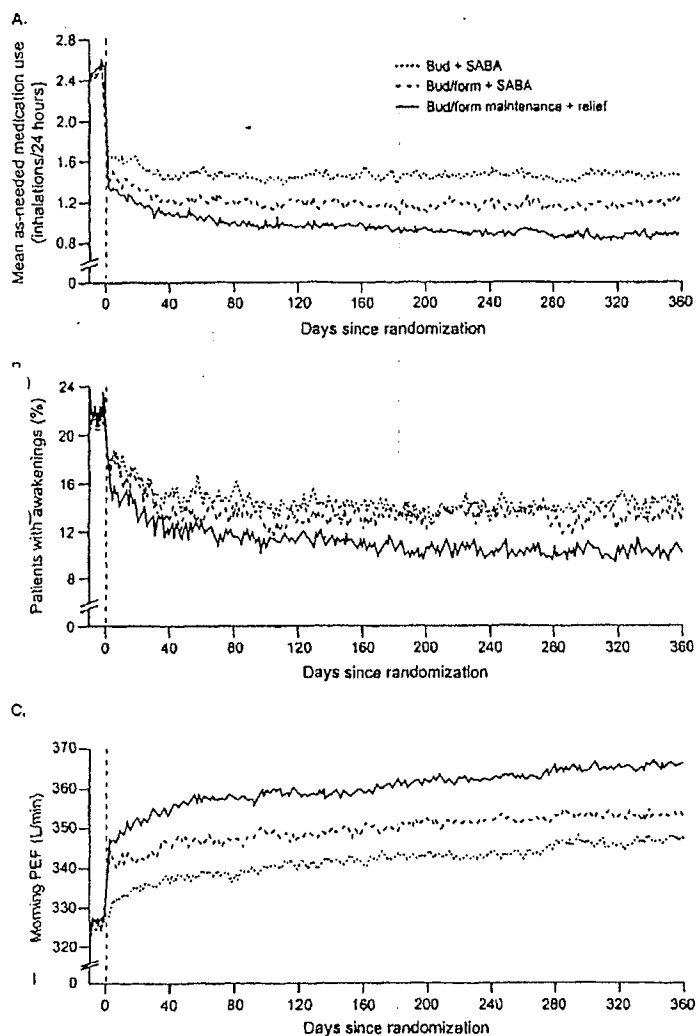 A.
Mean as-needed medication use
(inhalations/24 hours)
2.8
2.4
2.0
1.6
1.2
0.8
0
Bud + SABA
Bud/form + SABA
Bud/form maintenance + relief
0 40 80 120 160 200 240 280 320 360
Days since randomization
Patients with awakenings (%)
24
20
16
12
8
0
0 40 80 120 160 200 240 280 320 360
Days since randomization
C.
Morning PEF (L/min)
370
360
350
340
330
320
0
0 40 80 120 160 200 240 280 320 360
Days since randomization